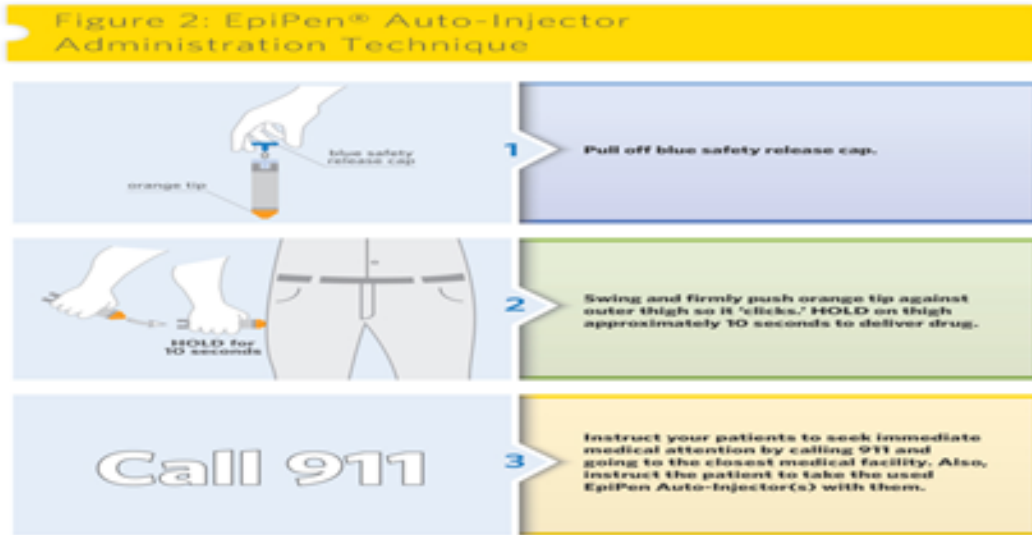 Figure 2: EpiPen® Auto-Injector
Administration Technique
blue safety
release cap
orange tip
1
Pull off blue safety release cap.
HOLD for
10 seconds
2
Swing and firmly push orange tip against
outer thigh so it ‘clicks.’ HOLD on thigh
approximately 10 seconds to deliver drug.
Call 911
3
Instruct your patients to seek immediate
medical attention by calling 911 and
going to the closest medical facility. Also,
instruct the patient to take the used
EpiPen Auto-Injector(s) with them.